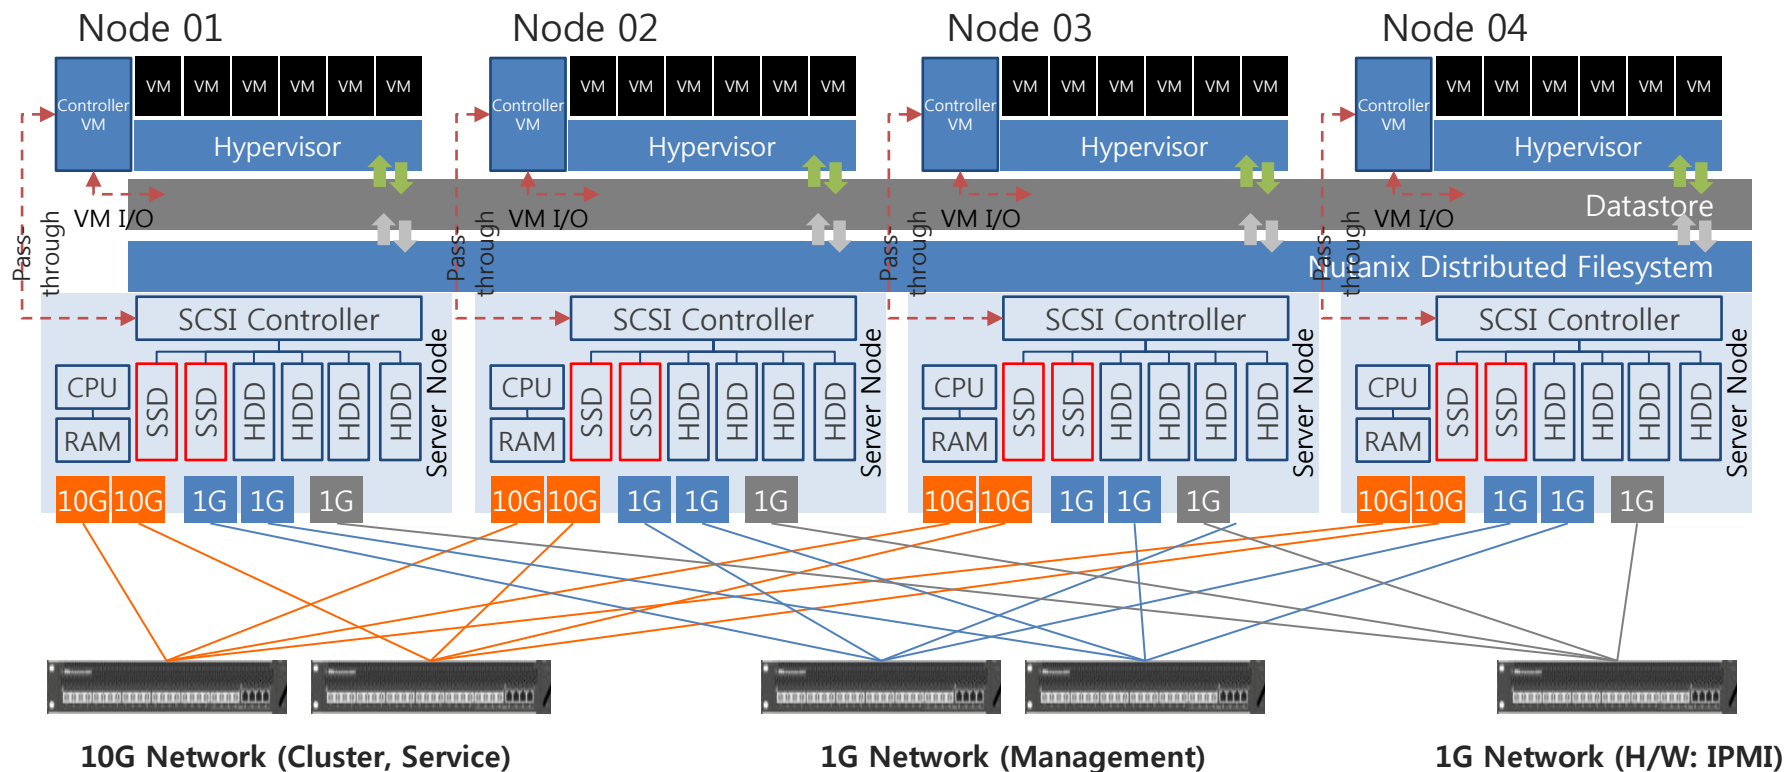 Node 01
Node 02
Node 03
Node 04
Controller VM
VM VM VM VM VM VM
Hypervisor
Controller VM
VM VM VM VM VM VM
Hypervisor
Controller VM
VM VM VM VM VM VM
Hypervisor
Controller VM
VM VM VM VM VM VM
Hypervisor
VM I/O
VM I/O
VM I/O
VM I/O
Datastore
Pass-through
Pass-through
Pass-through
Pass-through
Nutanix Distributed Filesystem
SCSI Controller
CPU
RAM
SSD SSD HDD HDD HDD HDD
Server Node
10G 10G 1G 1G 1G
SCSI Controller
CPU
RAM
SSD SSD HDD HDD HDD HDD
Server Node
10G 10G 1G 1G 1G
SCSI Controller
CPU
RAM
SSD SSD HDD HDD HDD HDD
Server Node
10G 10G 1G 1G 1G
SCSI Controller
CPU
RAM
SSD SSD HDD HDD HDD HDD
Server Node
10G 10G 1G 1G 1G
10G Network (Cluster, Service)
1G Network (Management)
1G Network (H/W: IPMI)